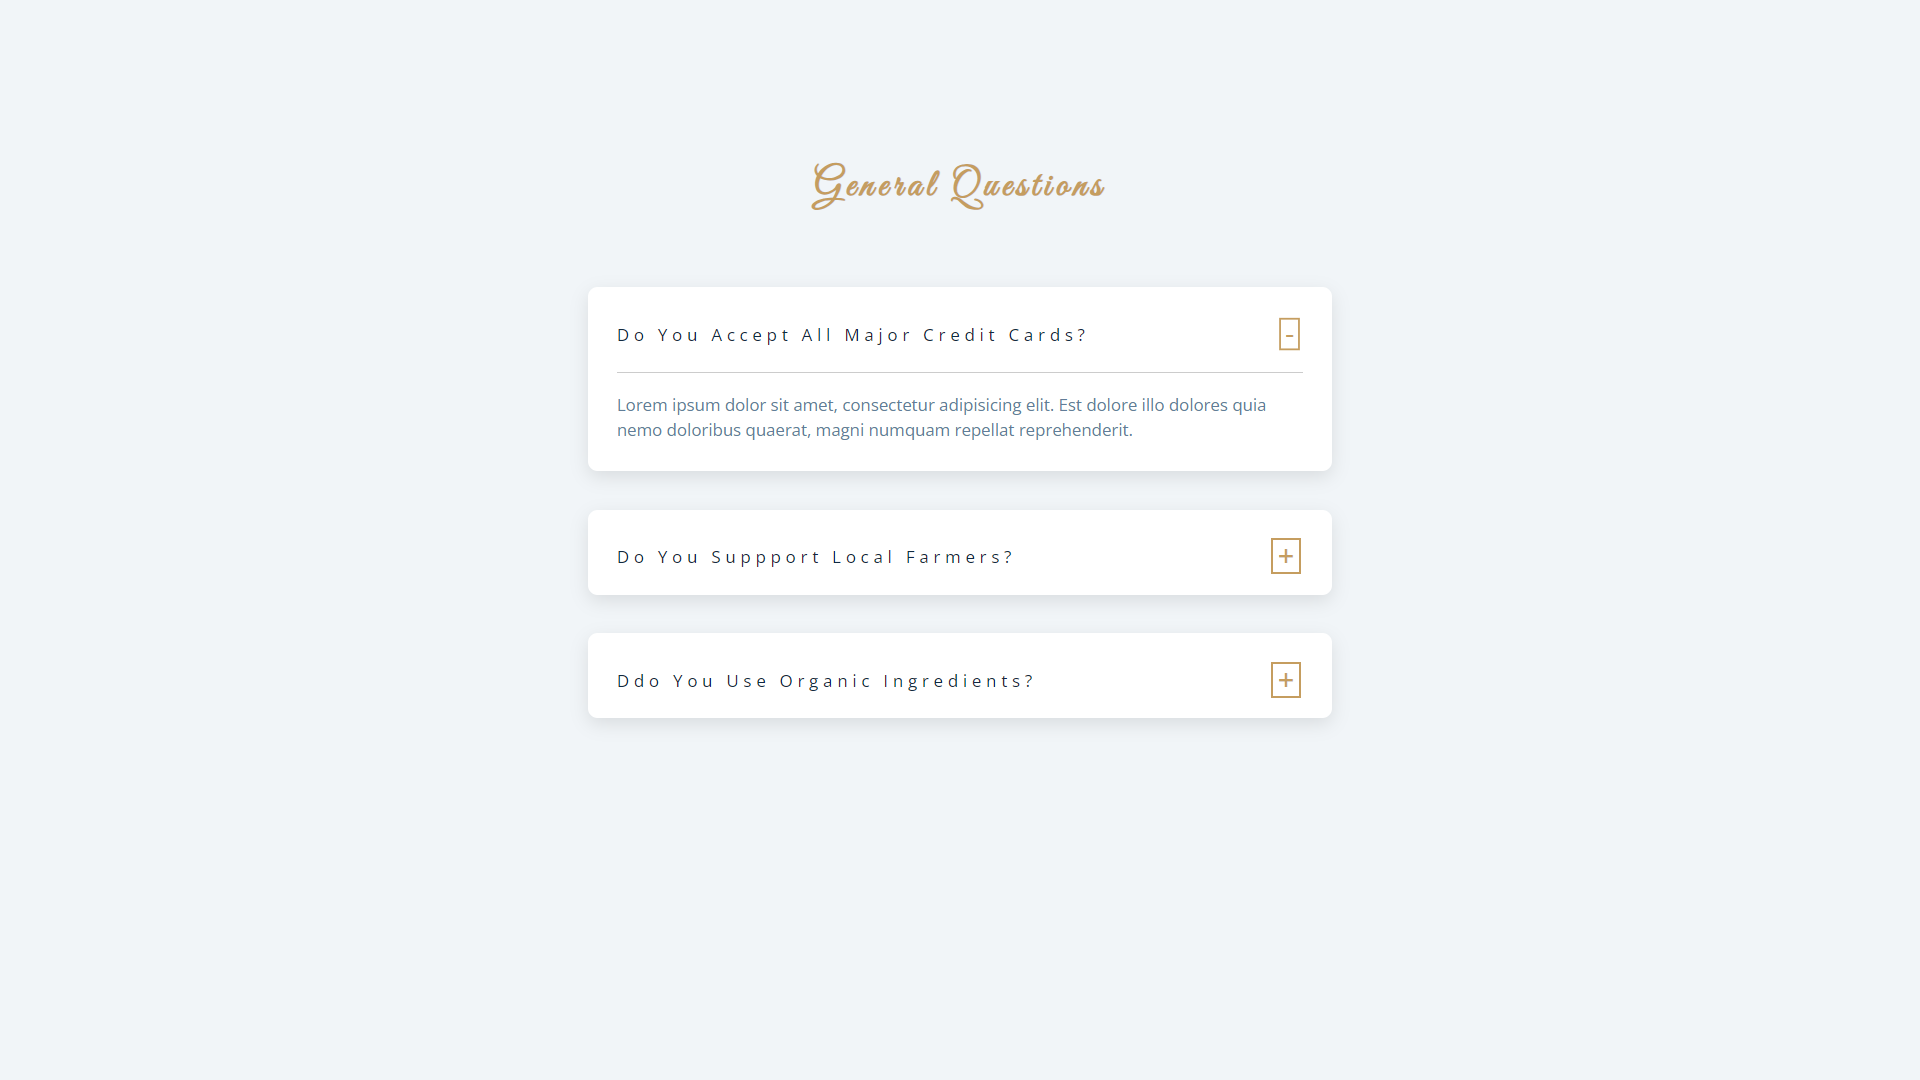 General Questions
Do You Accept All Major Credit Cards?
-
Lorem ipsum dolor sit amet, consectetur adipisicing elit. Est dolore illo dolores quia
nemo doloribus quaerat, magni numquam repellat reprehenderit.
Do You Suppport Local Farmers?
+
Ddo You Use Organic Ingredients?
+